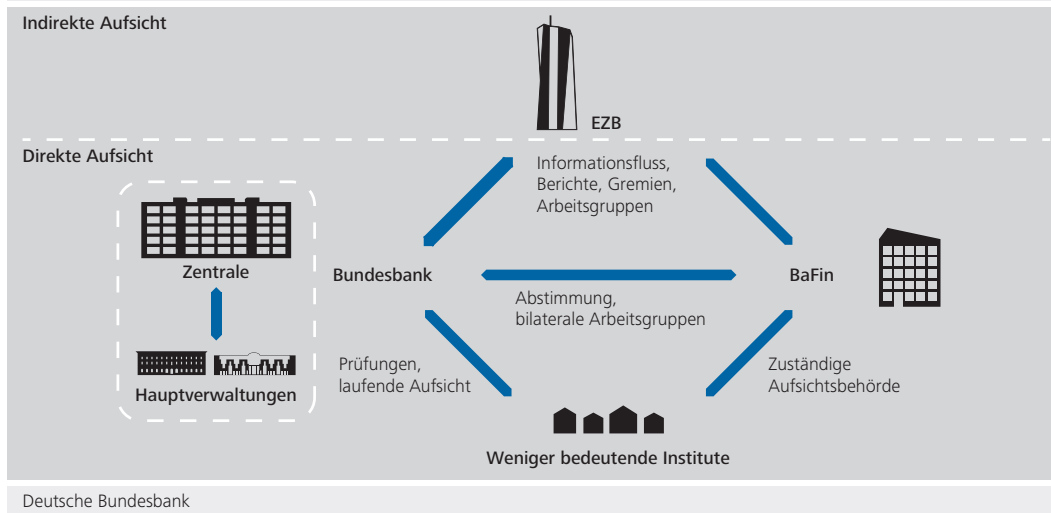 Indirekte Aufsicht
EZB
Direkte Aufsicht
Informationsfluss,
Berichte, Gremien,
Arbeitsgruppen
Zentrale
Bundesbank
BaFin
Abstimmung,
bilaterale Arbeitsgruppen
Hauptverwaltungen
Prüfungen,
laufende Aufsicht
Zuständige
Aufsichtsbehörde
Weniger bedeutende Institute
Deutsche Bundesbank